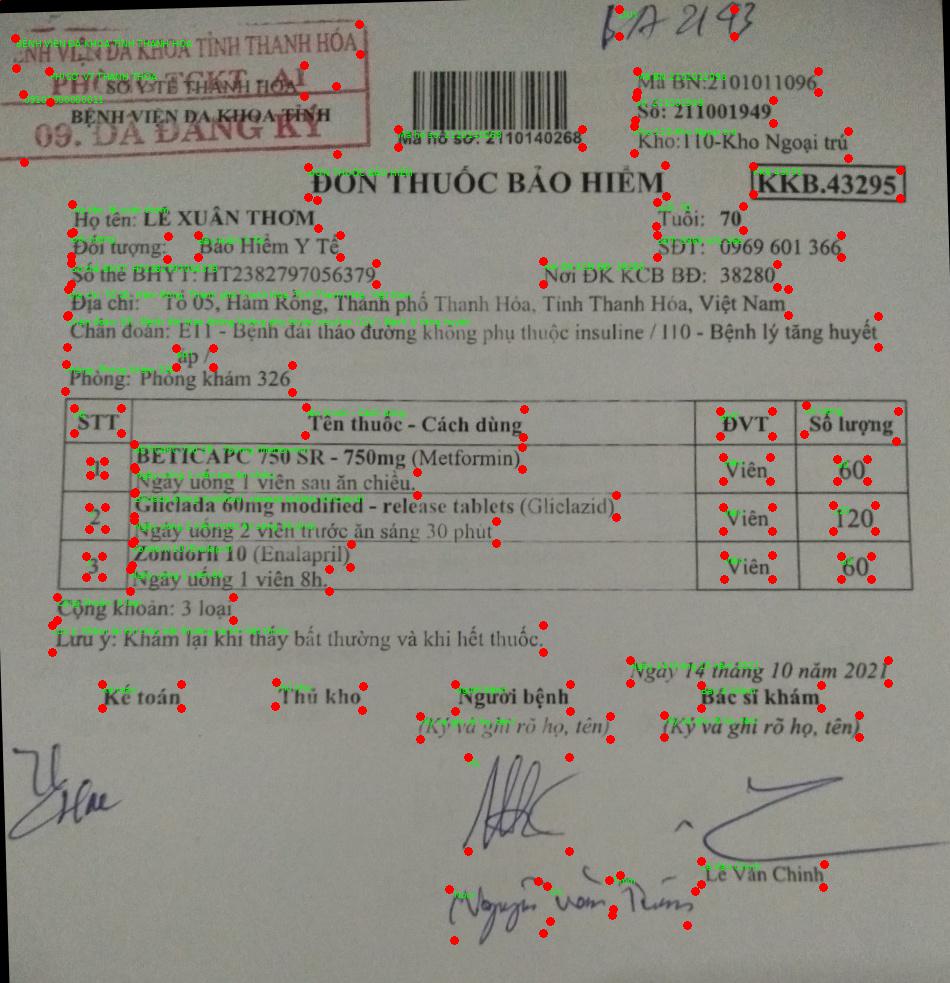 BA 2193
BỆNH VIỆN ĐA KHOA TỈNH THANH HÓA
PHÒNG TCKT - AI
SỞ Y TẾ THANH HÓA
BỆNH VIỆN ĐA KHOA TỈNH
09. ĐÃ ĐĂNG KÝ
Mã hồ sơ: 2110140268
Mã BN:2101011096
Số: 211001949
Kho:110-Kho Ngoại trú
ĐƠN THUỐC BẢO HIỂM
KKB.43295
Họ tên: LÊ XUÂN THƠM Tuổi: 70
Đối tượng: Bảo Hiểm Y Tế SĐT: 0969 601 366
Số thẻ BHYT: HT2382797056379 Nơi ĐK KCB BĐ: 38280
Địa chỉ: Tổ 05, Hàm Rồng, Thành phố Thanh Hóa, Tỉnh Thanh Hóa, Việt Nam
Chẩn đoán: E11 - Bệnh đái tháo đường không phụ thuộc insuline / I10 - Bệnh lý tăng huyết
áp /
Phòng: Phòng khám 326
STT Tên thuốc - Cách dùng ĐVT Số lượng
1 BETICAPC 750 SR - 750mg (Metformin) Viên 60
Ngày uống 1 viên sau ăn chiều.
2 Gliclada 60mg modified - release tablets (Gliclazid) Viên 120
Ngày uống 2 viên trước ăn sáng 30 phút
3 Zondoril 10 (Enalapril) Viên 60
Ngày uống 1 viên 8h.
Cộng khoản: 3 loại
Lưu ý: Khám lại khi thấy bất thường và khi hết thuốc.
Ngày 14 tháng 10 năm 2021
Kế toán Thủ kho Người bệnh Bác sĩ khám
(Ký và ghi rõ họ, tên) (Ký và ghi rõ họ, tên)
Lê Văn Chinh
Nguyễn Văn